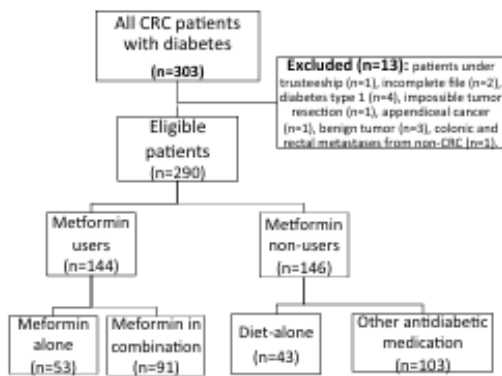 All CRC patients
with diabetes
(n=303)
Excluded (n=13): patients under
trusteeship (n=1), incomplete file (n=2),
diabetes type 1 (n=4), impossible tumor
resection (n=1), appendiceal cancer
(n=1), benign tumor (n=3), colonic and
rectal metastases from non-CRC (n=1).
Eligible
patients
(n=290)
Metformin
users
(n=144)
Metformin
non-users
(n=146)
Meformin
alone
(n=53)
Meformin in
combination
(n=91)
Diet-alone
(n=43)
Other antidiabetic
medication
(n=103)